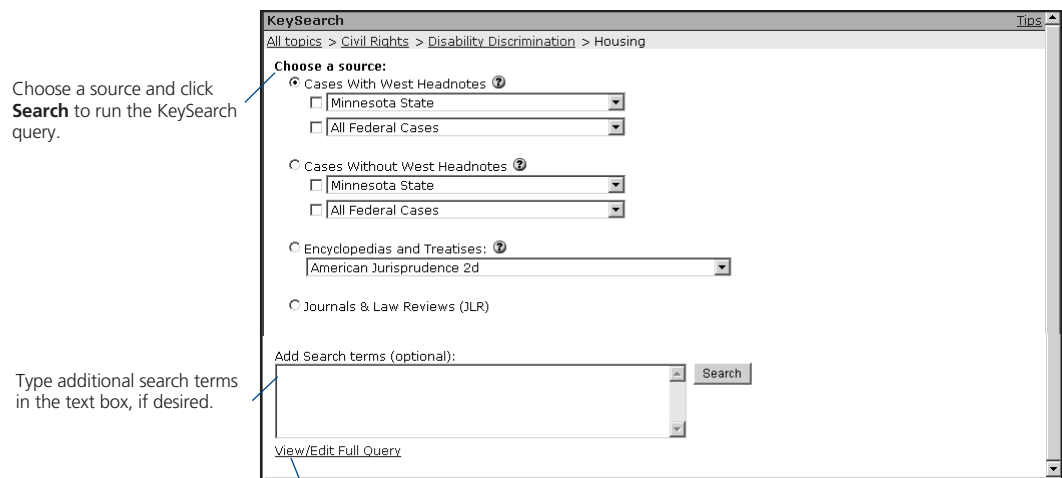 KeySearch Tips
All topics > Civil Rights > Disability Discrimination > Housing
Choose a source:
Cases With West Headnotes ?
Minnesota State
All Federal Cases
Choose a source and click
Search to run the KeySearch
query.
Cases Without West Headnotes ?
Minnesota State
All Federal Cases
Encyclopedias and Treatises: ?
American Jurisprudence 2d
Journals & Law Reviews (JLR)
Add Search terms (optional):
Search
Type additional search terms
in the text box, if desired.
View/Edit Full Query